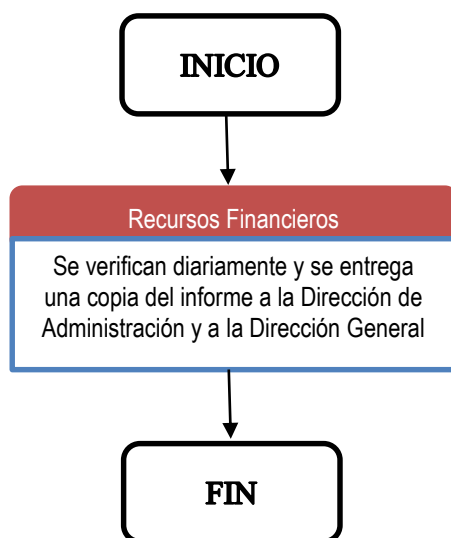 INICIO
Recursos Financieros
Se verifican diariamente y se entrega
una copia del informe a la Dirección de
Administración y a la Dirección General
FIN